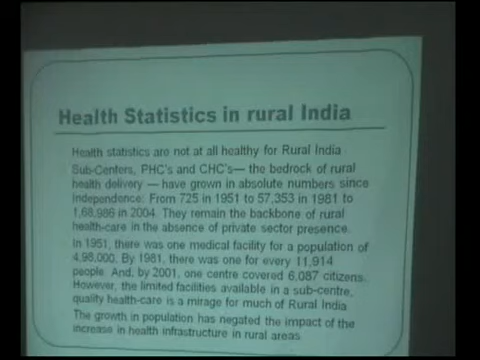 Health Statistics in rural India
Health statistics are not at all healthy for Rural India
Sub-Centers, PHC's and CHC's— the bedrock of rural
health delivery — have grown in absolute numbers since
Independence: From 725 in 1951 to 57,353 in 1981 to
1,68,986 in 2004. They remain the backbone of rural
health-care in the absence of private sector presence.
In 1951, there was one medical facility for a population of
4,98,000. By 1981, there was one for every 11,914
people. And, by 2001, one centre covered 6,087 citizens.
However, the limited facilities available in a sub-centre,
quality health-care is a mirage for much of Rural India
The growth in population has negated the impact of the
increase in health infrastructure in rural areas